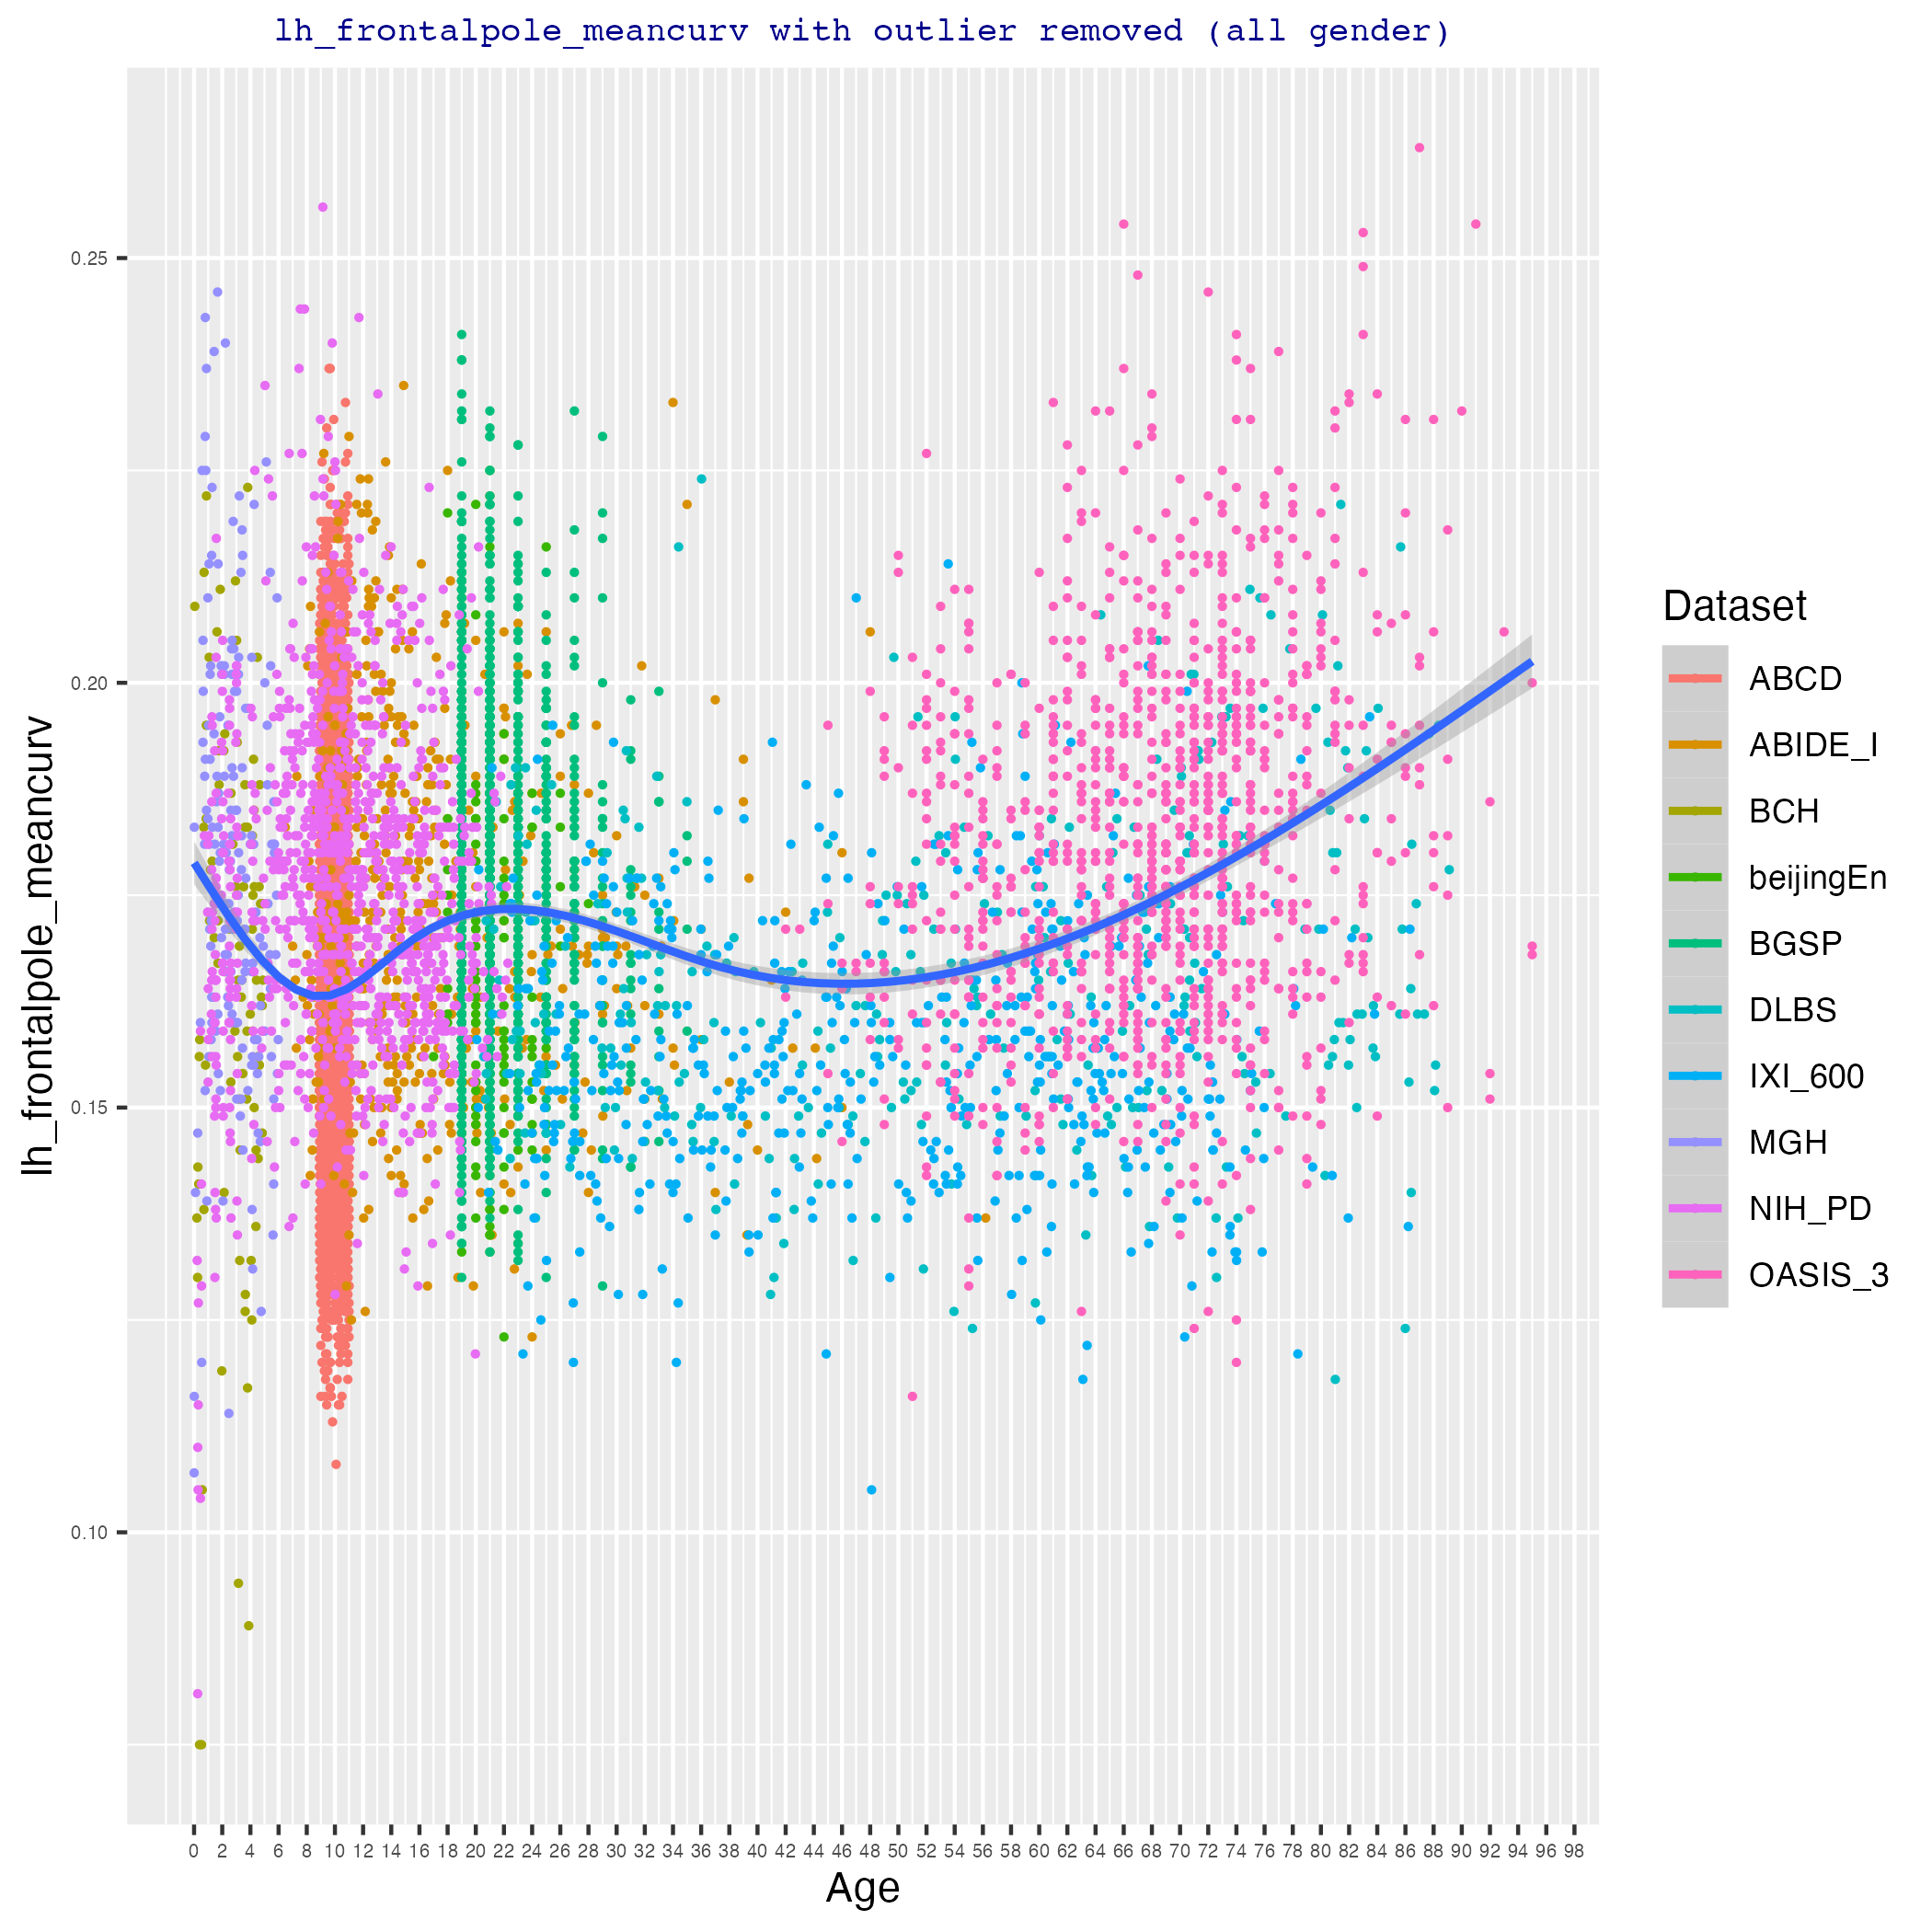 lh_frontalpole_meancurv with outlier removed (all gender)
lh_frontalpole_meancurv
0.25
0.20
0.15
0.10
0 2 4 6 8 10 12 14 16 18 20 22 24 26 28 30 32 34 36 38 40 42 44 46 48 50 52 54 56 58 60 62 64 66 68 70 72 74 76 78 80 82 84 86 88 90 92 94 96 98
Age
Dataset
ABCD
ABIDE_I
BCH
beijingEn
BGSP
DLBS
IXI_600
MGH
NIH_PD
OASIS_3